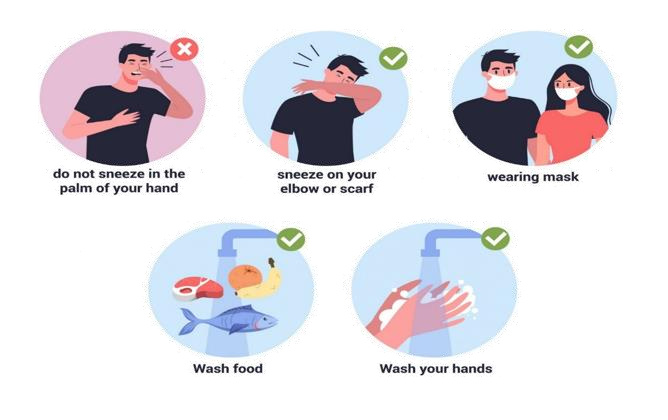 do not sneeze in the
palm of your hand
sneeze on your
elbow or scarf
wearing mask
Wash food
Wash your hands